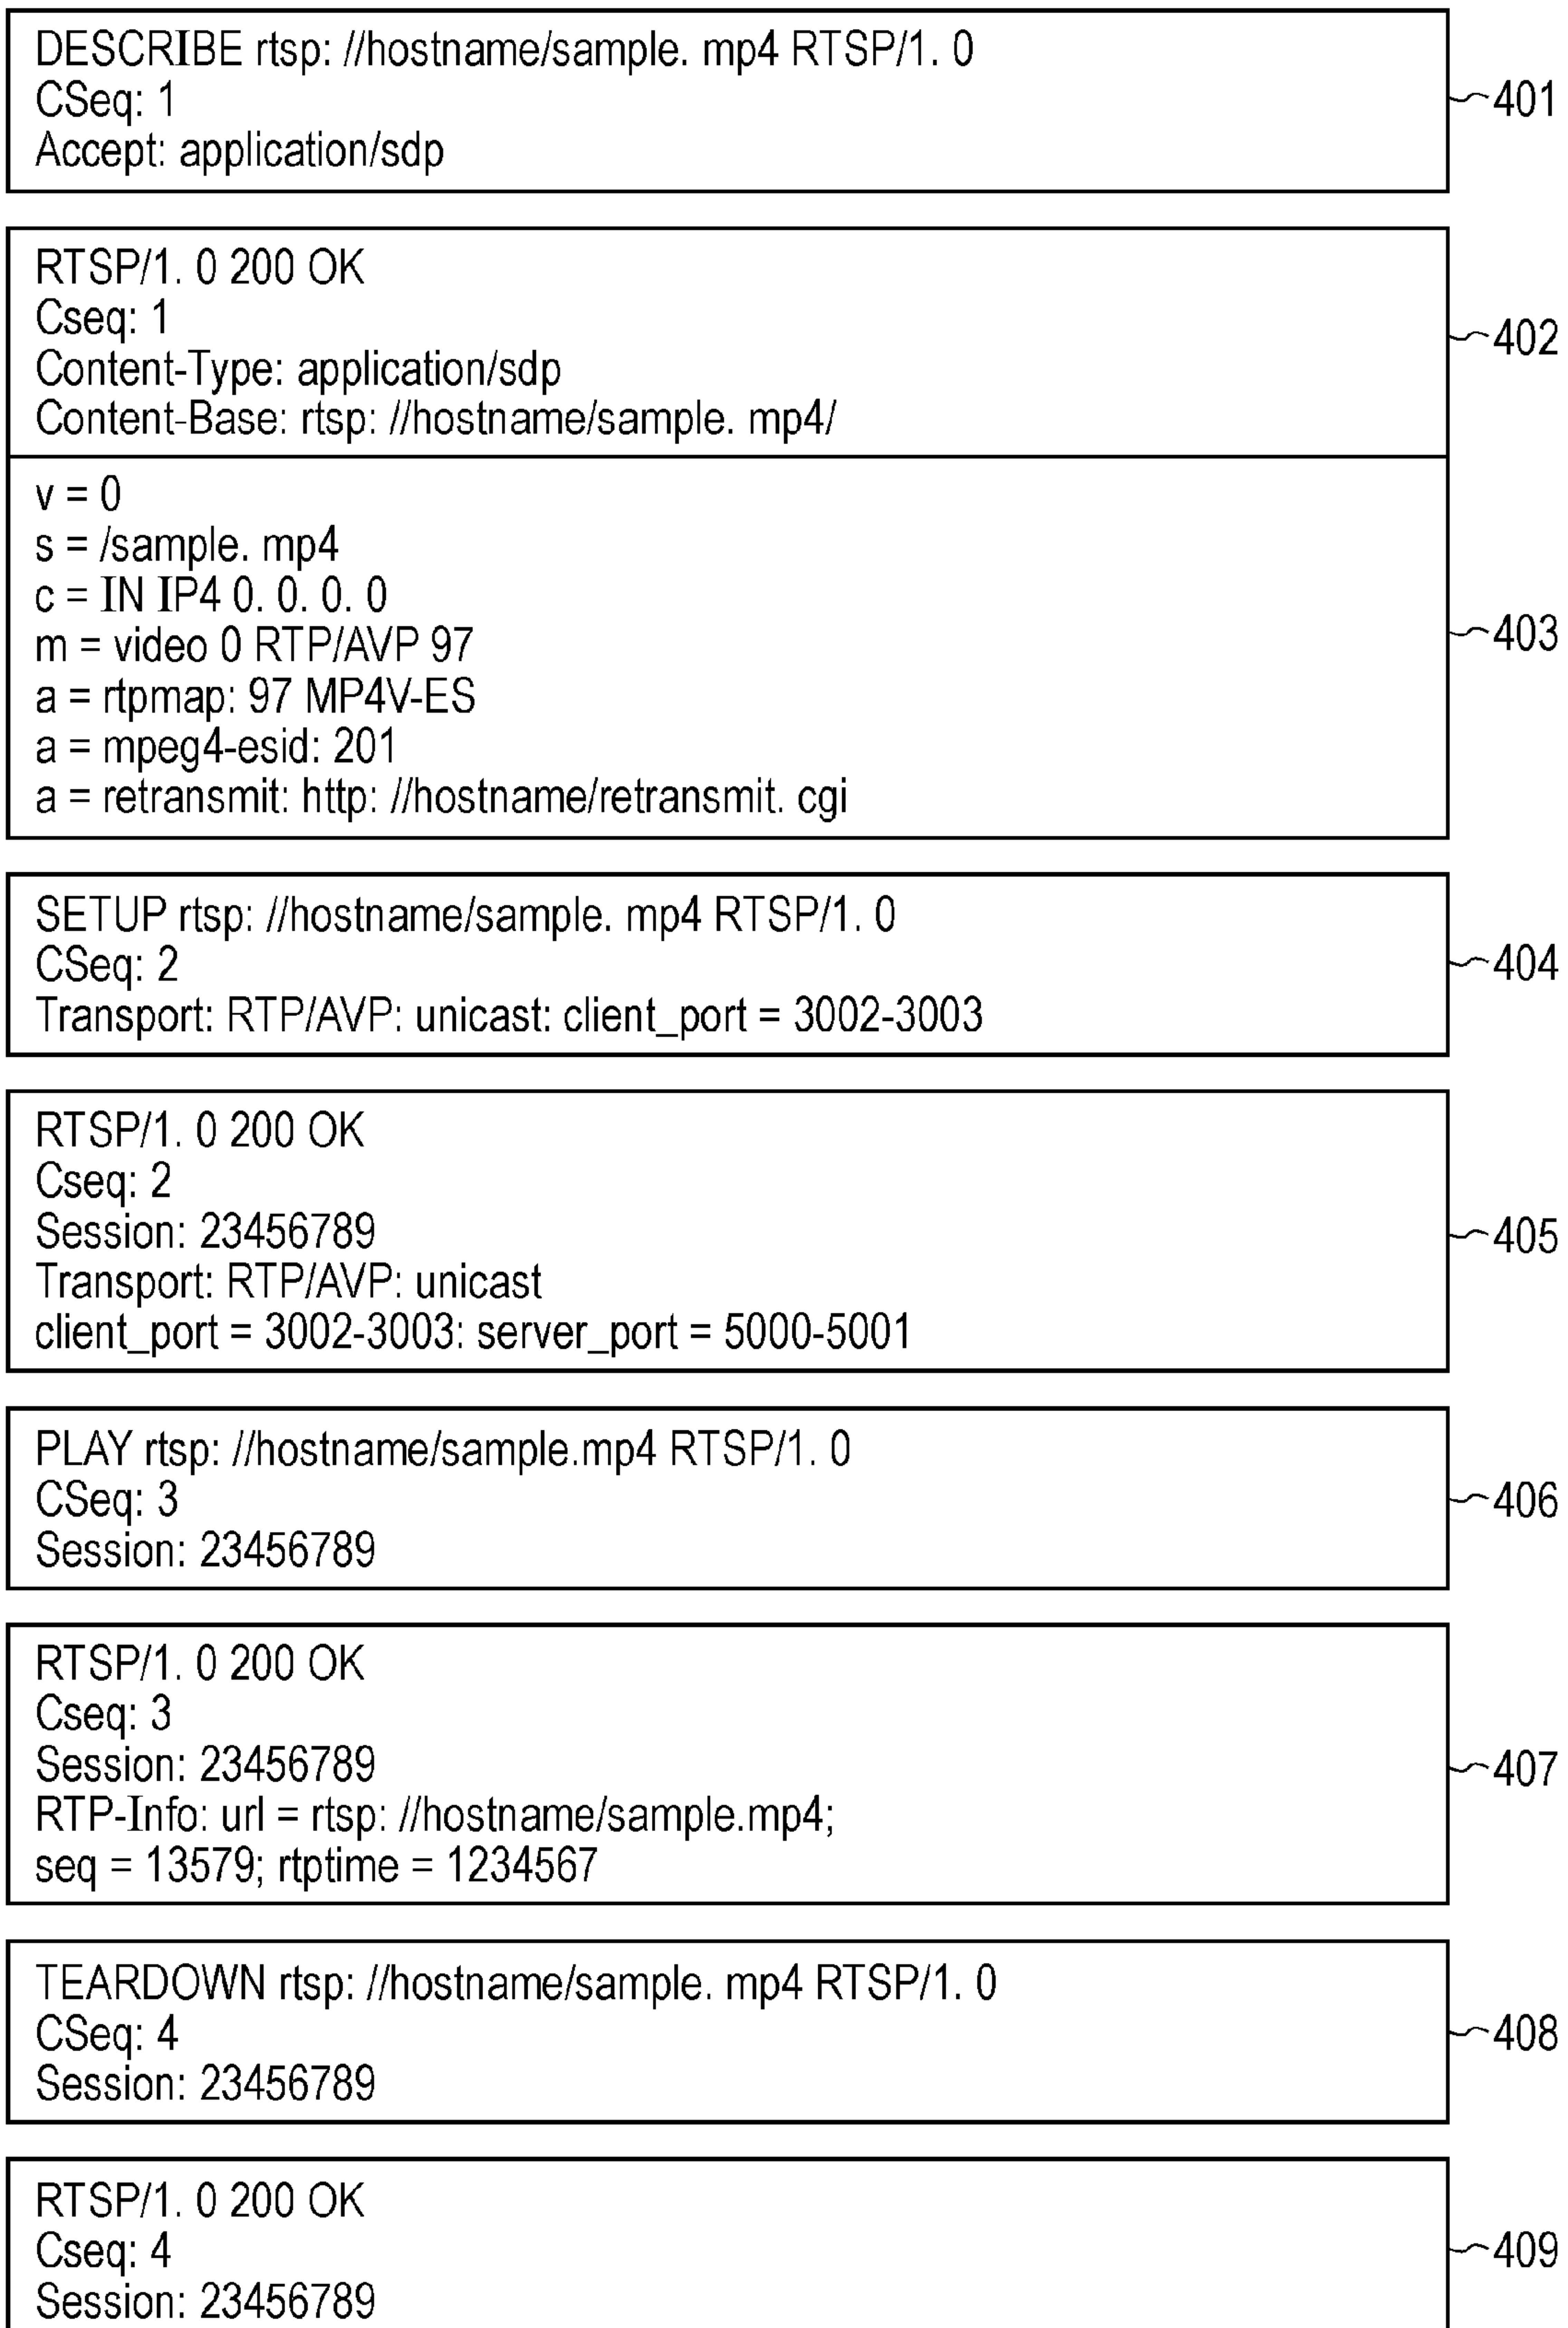 DESCRIBE rtsp: //hostname/sample. mp4 RTSP/1. 0
CSeq: 1
Accept: application/sdp
401
RTSP/1. 0 200 OK
Cseq: 1
Content-Type: application/sdp
Content-Base: rtsp: //hostname/sample. mp4/
402
v = 0
s = /sample. mp4
c = IN IP4 0. 0. 0. 0
m = video 0 RTP/AVP 97
a = rtpmap: 97 MP4V-ES
a = mpeg4-esid: 201
a = retransmit: http: //hostname/retransmit. cgi
403
SETUP rtsp: //hostname/sample. mp4 RTSP/1. 0
CSeq: 2
Transport: RTP/AVP: unicast: client_port = 3002-3003
404
RTSP/1. 0 200 OK
Cseq: 2
Session: 23456789
Transport: RTP/AVP: unicast
client_port = 3002-3003: server_port = 5000-5001
405
PLAY rtsp: //hostname/sample.mp4 RTSP/1. 0
CSeq: 3
Session: 23456789
406
RTSP/1. 0 200 OK
Cseq: 3
Session: 23456789
RTP-Info: url = rtsp: //hostname/sample.mp4;
seq = 13579; rtptime = 1234567
407
TEARDOWN rtsp: //hostname/sample. mp4 RTSP/1. 0
CSeq: 4
Session: 23456789
408
RTSP/1. 0 200 OK
Cseq: 4
Session: 23456789
409